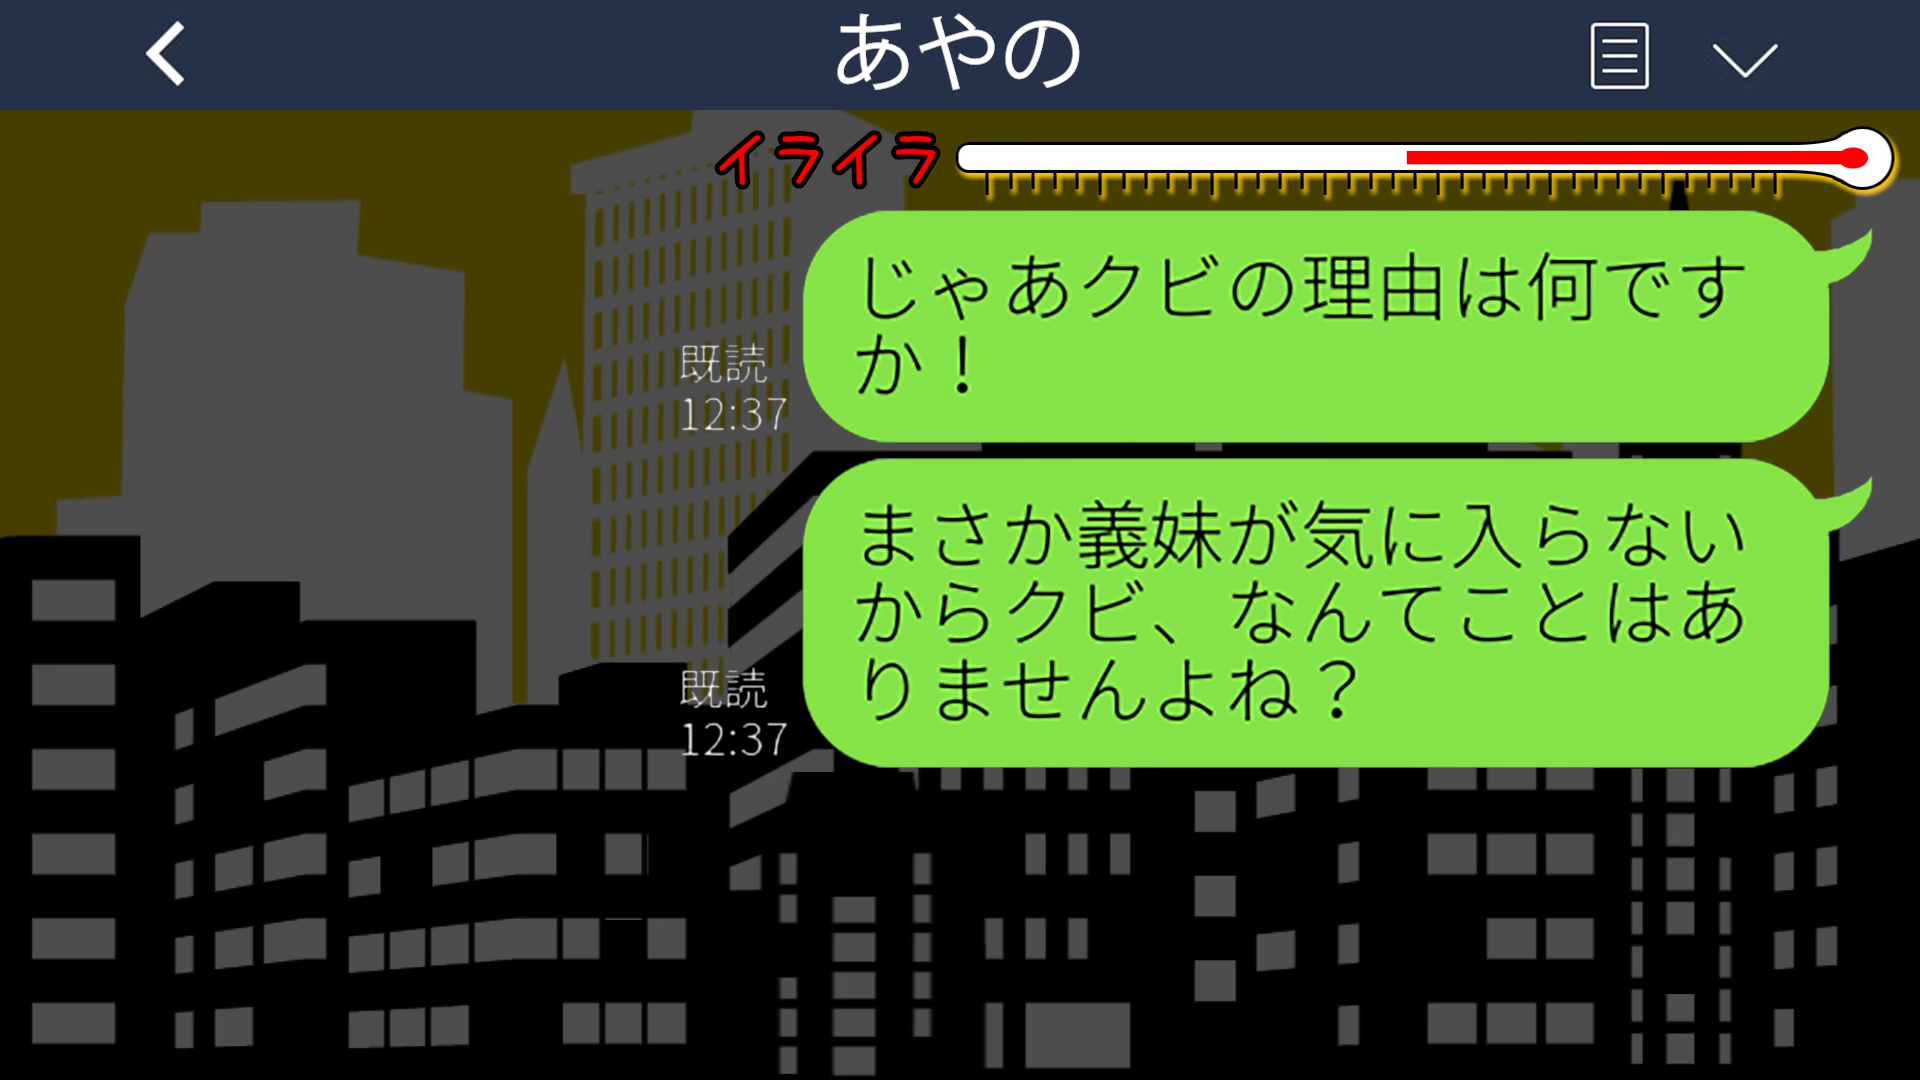 あやの
イライラ
じゃあクビの理由は何です
か！
既読
12:37
まさか義妹が気に入らない
からクビ、なんてことはあ
りませんよね？
既読
12:37